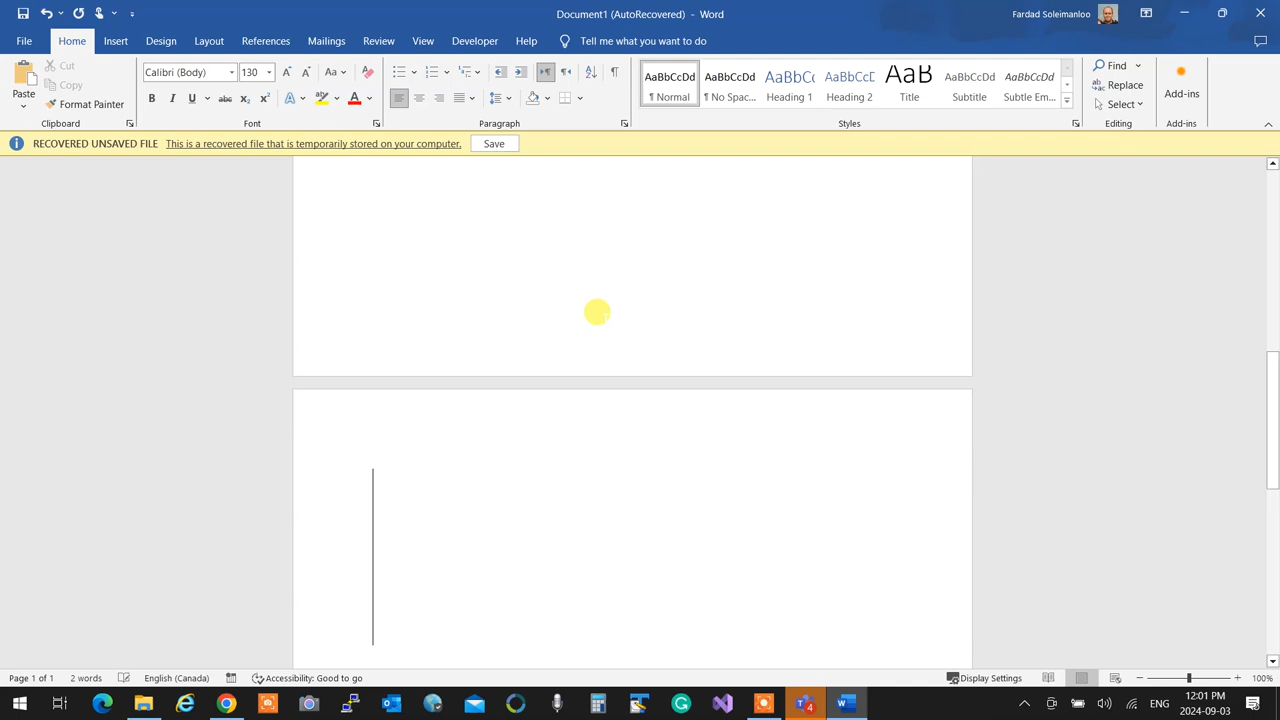 Document1 (AutoRecovered) - Word
Fardad Soleimanloo
File Home Insert Design Layout References Mailings Review View Developer Help Tell me what you want to do
Paste
Cut
Copy
Format Painter
Clipboard
Calibri (Body) 130
Font
Paragraph
AaBbCcDd AaBbCcDd AaBbCc AaBbCcD AaB AaBbCcDd AaBbCcDd
¶ Normal ¶ No Spac... Heading 1 Heading 2 Title Subtitle Subtle Em...
Styles
Find
Replace
Select
Editing
Add-ins
Add-ins
RECOVERED UNSAVED FILE This is a recovered file that is temporarily stored on your computer. Save
Page 1 of 1 2 words English (Canada) Accessibility: Good to go Display Settings 100%
ENG
12:01 PM
2024-09-03